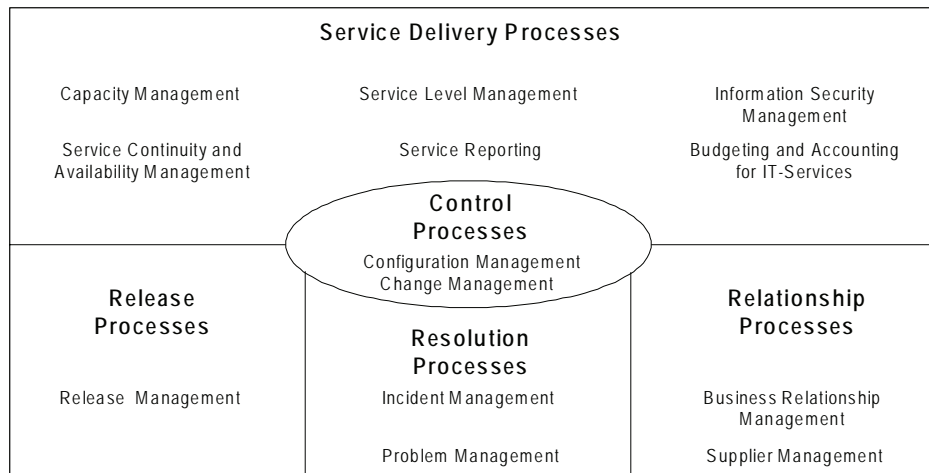 Service Delivery Processes
Capacity Management
Service Level Management
Information Security
Management
Service Continuity and
Availability Management
Service Reporting
Budgeting and Accounting
for IT-Services
Control
Processes
Configuration Management
Change Management
Release
Processes
Release Management
Resolution
Processes
Incident Management
Problem Management
Relationship
Processes
Business Relationship
Management
Supplier Management